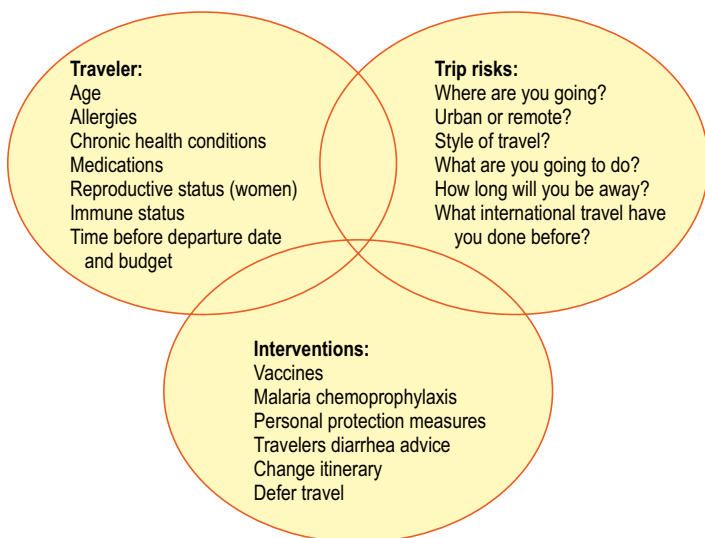 Traveler:
Age
Allergies
Chronic health conditions
Medications
Reproductive status (women)
Immune status
Time before departure date
and budget
Trip risks:
Where are you going?
Urban or remote?
Style of travel?
What are you going to do?
How long will you be away?
What international travel have
you done before?
Interventions:
Vaccines
Malaria chemoprophylaxis
Personal protection measures
Travelers diarrhea advice
Change itinerary
Defer travel